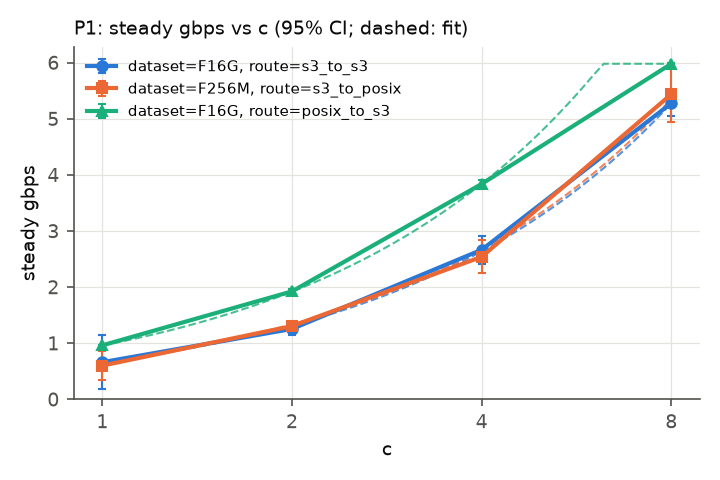 P1: steady gbps vs c (95% CI; dashed: fit)
dataset=F16G, route=s3_to_s3
dataset=F256M, route=s3_to_posix
dataset=F16G, route=posix_to_s3
steady gbps
6
5
4
3
2
1
0
1 2 4 8
c